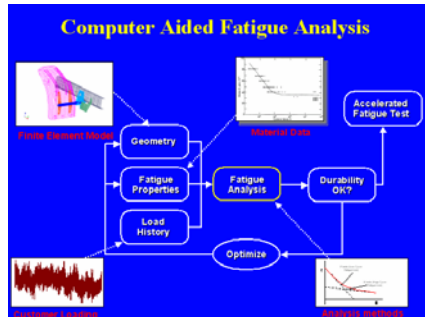 Computer Aided Fatigue Analysis
Finite Element Model
Material Data
Accelerated
Fatigue Test
Geometry
Fatigue
Properties
Fatigue
Analysis
Durability
OK?
Load
History
Optimize
Customer Loading
Analysis methods